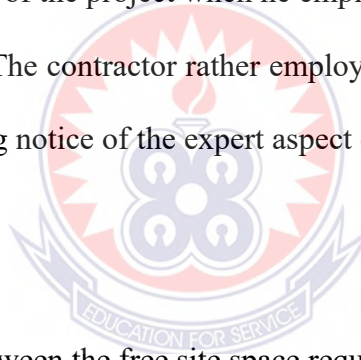 of the project when he emp
The contractor rather employ
g notice of the expert aspect
EDUCATION FOR SERVICE
ween the free site space requ